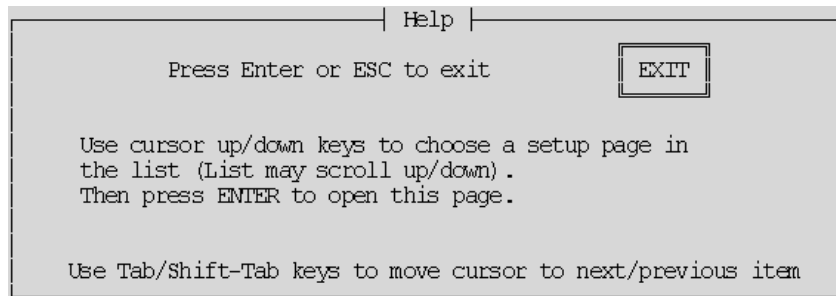 Help
Press Enter or ESC to exit EXIT
Use cursor up/down keys to choose a setup page in
the list (List may scroll up/down).
Then press ENTER to open this page.
Use Tab/Shift-Tab keys to move cursor to next/previous item